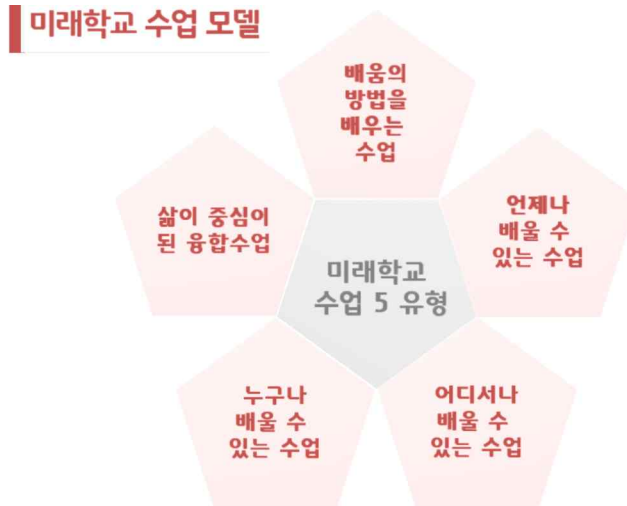 미래학교 수업 모델
배움의
방법을
배우는
수업
언제나
배울 수
있는 수업
삶이 중심이
된 융합수업
미래학교
수업 5 유형
누구나
배울 수
있는 수업
어디서나
배울 수
있는 수업